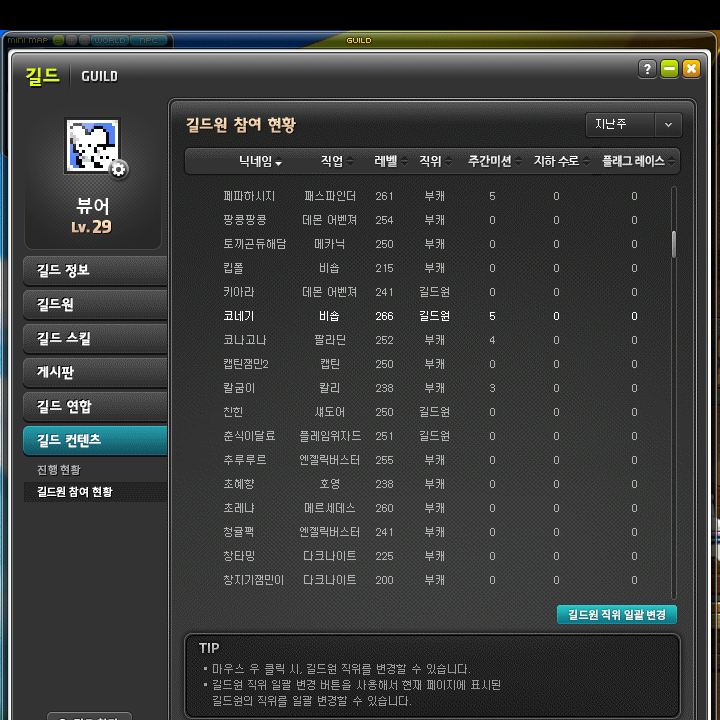 MINI MAP WORLD NPC
GUILD
길드 GUILD
뷰어
Lv. 29
길드 정보
길드원
길드 스킬
게시판
길드 연합
길드 컨텐츠
진행 현황
길드원 참여 현황
길드원 참여 현황 지난주
닉네임 직업 레벨 직위 주간미션 지하 수로 플래그 레이스
페파하시지 패스파인더 261 부캐 5 0 0
팡콩팡콩 데몬 어벤져 254 부캐 0 0 0
토끼곤듀해담 메카닉 250 부캐 0 0 0
킵폴 비숍 215 부캐 0 0 0
키아라 데몬 어벤져 241 길드원 0 0 0
코네기 비숍 266 길드원 5 0 0
코나고나 팔라딘 252 부캐 4 0 0
캡틴잼민2 캡틴 250 부캐 0 0 0
칼굼이 칼리 238 부캐 3 0 0
친힌 섀도어 250 길드원 0 0 0
춘식이달료 플레임위자드 251 길드원 0 0 0
추루루르 엔젤릭버스터 255 부캐 0 0 0
초혜향 호영 238 부캐 0 0 0
초레나 메르세데스 260 부캐 0 0 0
청귤팩 엔젤릭버스터 241 부캐 0 0 0
창타밍 다크나이트 225 부캐 0 0 0
창지기잼민이 다크나이트 200 부캐 0 0 0
길드원 직위 일괄 변경
TIP
• 마우스 우 클릭 시, 길드원 직위를 변경할 수 있습니다.
• 길드원 직위 일괄 변경 버튼을 사용해서 현재 페이지에 표시된
길드원의 직위를 일괄 변경할 수 있습니다.